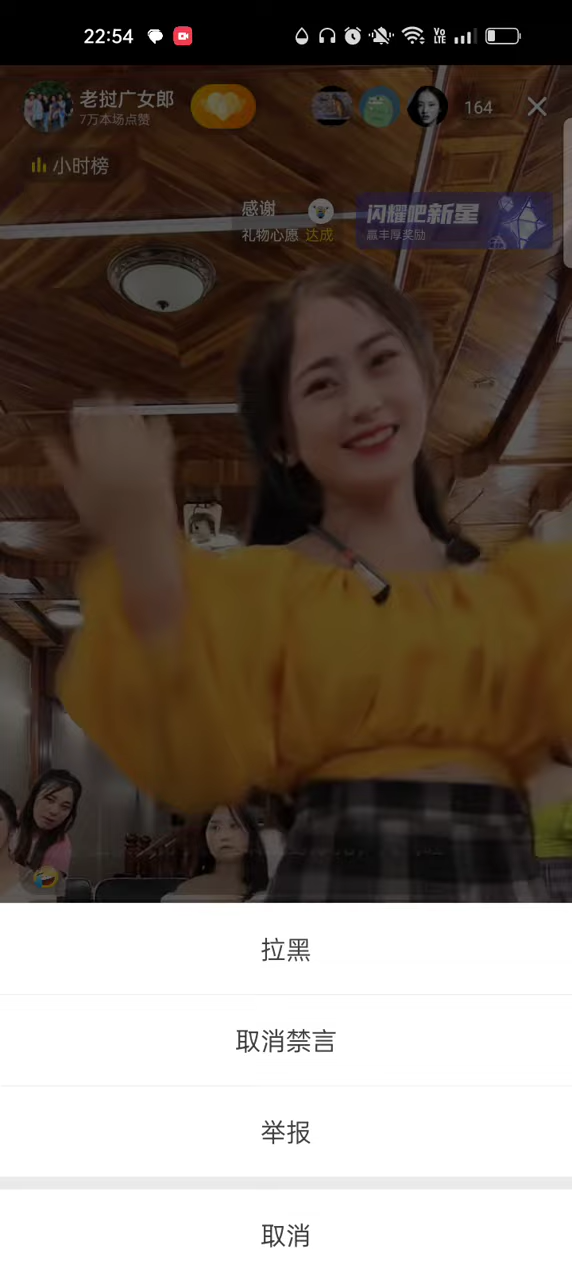 22:54
VoLTE
老挝广女郎
7万本场点赞
164
小时榜
感谢
礼物心愿 达成
闪耀吧新星
赢丰厚奖励
拉黑
取消禁言
举报
取消